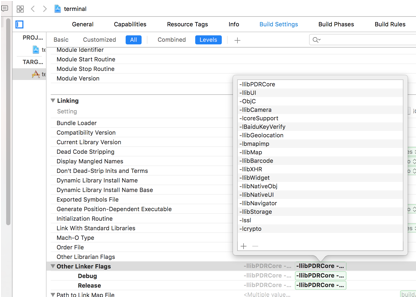 terminal
General Capabilities Resource Tags Info Build Settings Build Phases Build Rules
PROJ...
Basic Customized All Combined Levels +
TARG...
Module Identifier
Module Start Routine
Module Stop Routine
Module Version
Linking
Setting
Bundle Loader
Compatibility Version
Current Library Version
Dead Code Stripping
Display Mangled Names
Don't Dead-Strip Inits and Terms
Dynamic Library Install Name
Dynamic Library Install Name Base
Exported Symbols File
Generate Position-Dependent Executable
Initialization Routine
Link With Standard Libraries
Mach-O Type
Order File
Other Librarian Flags
Other Linker Flags -llibPDRCore -... -llibPDRCore -...
Debug -llibPDRCore -... -llibPDRCore -...
Release -llibPDRCore -... -llibPDRCore -...
Path to Link Map File <Multiple value... build
-llibPDRCore
-llibUI
-ObjC
-llibCamera
-lcoreSupport
-lBaiduKeyVerify
-llibGeolocation
-lbmapimp
-llibMap
-llibBarcode
-llibXHR
-llibWidget
-llibNativeObj
-llibNativeUI
-llibNavigator
-llibStorage
-lssl
-lcrypto
+ −